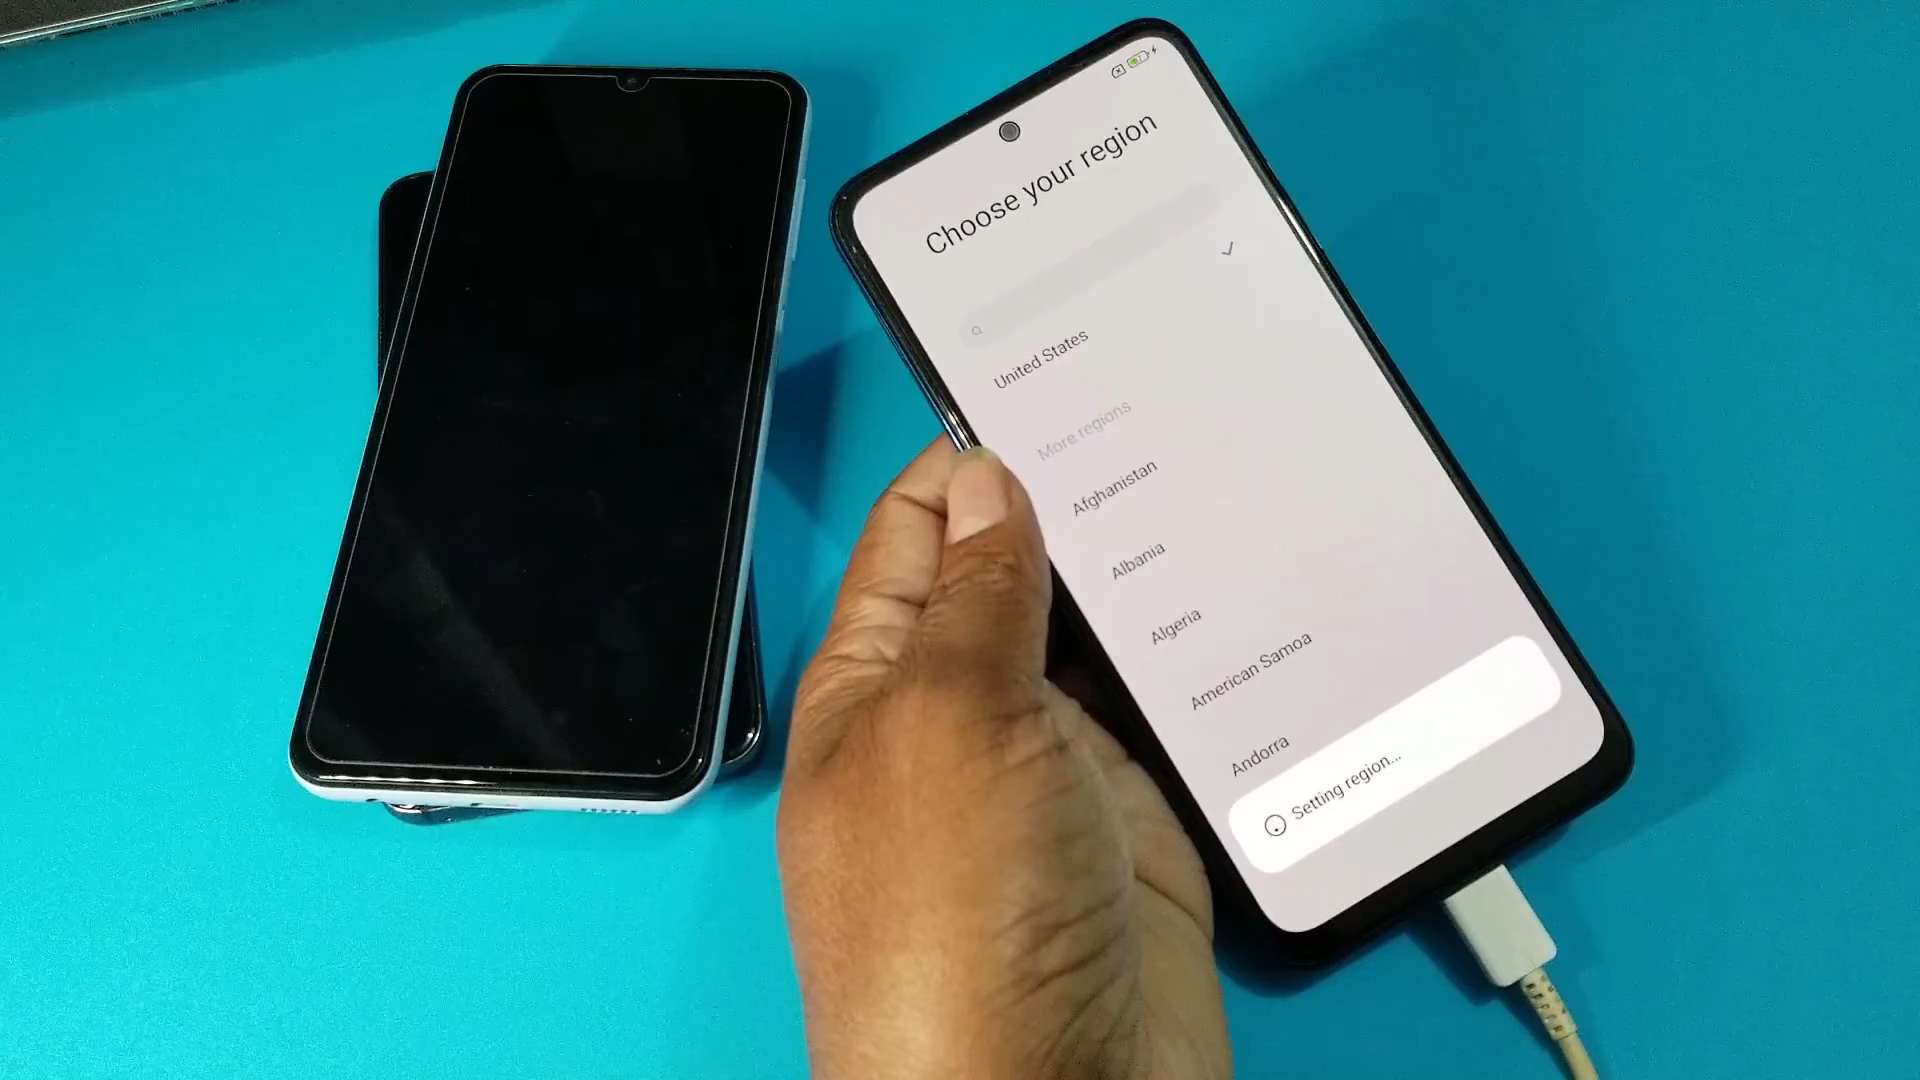 Choose your region
United States
More regions
Afghanistan
Albania
Algeria
American Samoa
Andorra
Setting region...